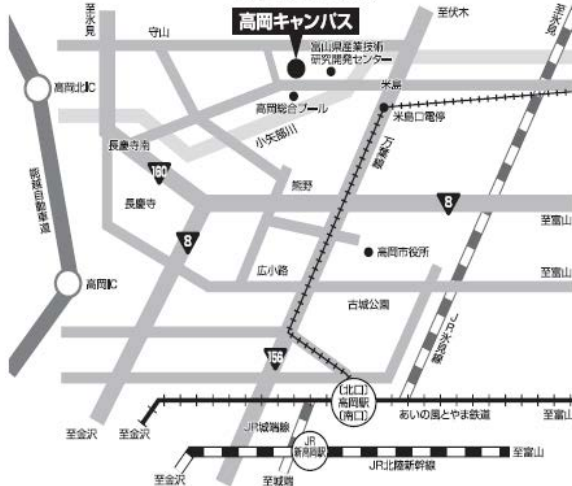 至氷見
守山
高岡キャンパス
至伏木
富山県産業技術
研究開発センター
高岡北IC
米島
高岡総合プール
米島口電停
小矢部川
長慶寺南
万葉線
160
能越自動車道
長慶寺
熊野
8
8
至富山
高岡市役所
広小路
至富山
高岡IC
古城公園
JR氷見線
156
[北口]
高岡駅
[南口]
あいの風とやま鉄道
至富山
至金沢
至金沢
JR城端線
JR
新高岡駅
至富山
JR北陸新幹線
至金沢
至城端